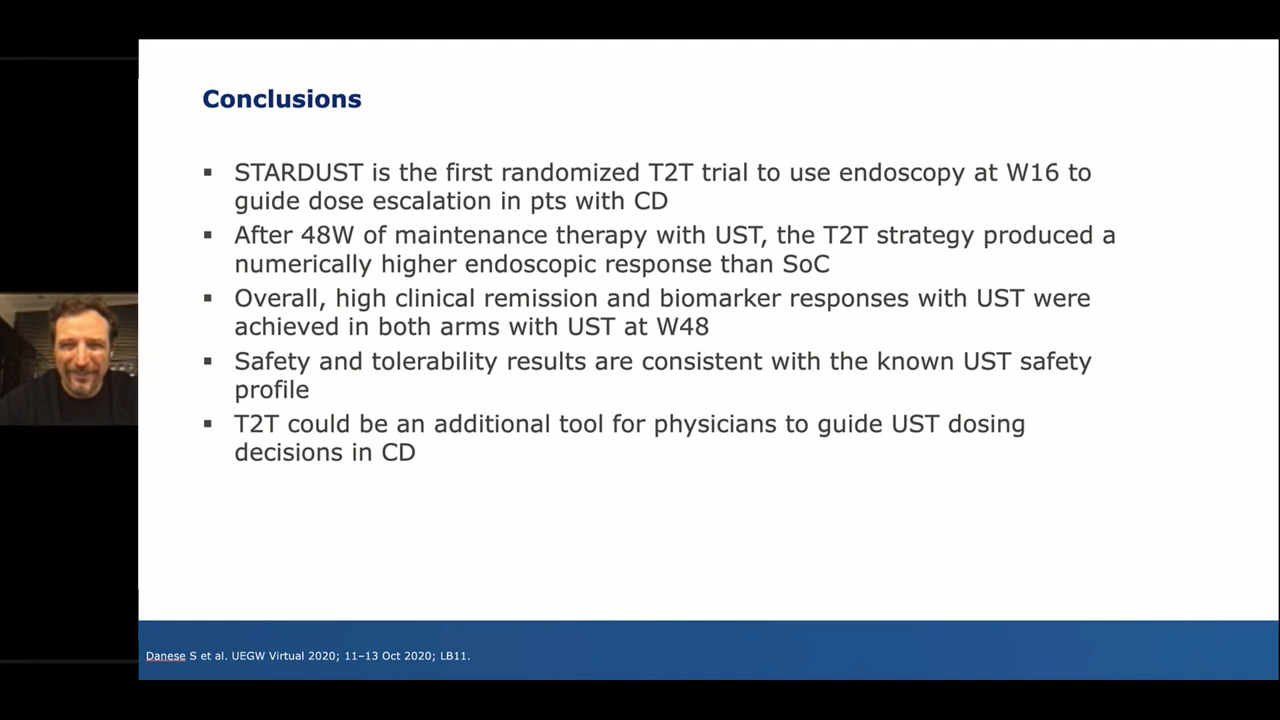 Conclusions
▪ STARDUST is the first randomized T2T trial to use endoscopy at W16 to
guide dose escalation in pts with CD
▪ After 48W of maintenance therapy with UST, the T2T strategy produced a
numerically higher endoscopic response than SoC
▪ Overall, high clinical remission and biomarker responses with UST were
achieved in both arms with UST at W48
▪ Safety and tolerability results are consistent with the known UST safety
profile
▪ T2T could be an additional tool for physicians to guide UST dosing
decisions in CD
Danese S et al. UEGW Virtual 2020; 11–13 Oct 2020; LB11.